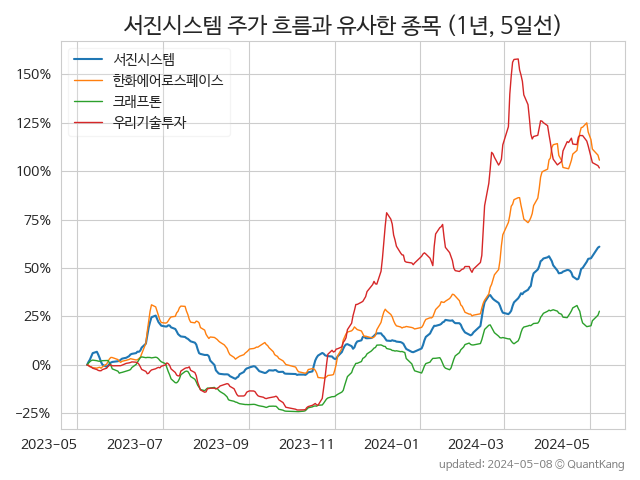 서진시스템 주가 흐름과 유사한 종목 (1년, 5일선)
서진시스템
한화에어로스페이스
크래프톤
우리기술투자
150%
125%
100%
75%
50%
25%
0%
−25%
2023-05
2023-07
2023-09
2023-11
2024-01
2024-03
2024-05
updated: 2024-05-08 © QuantKang